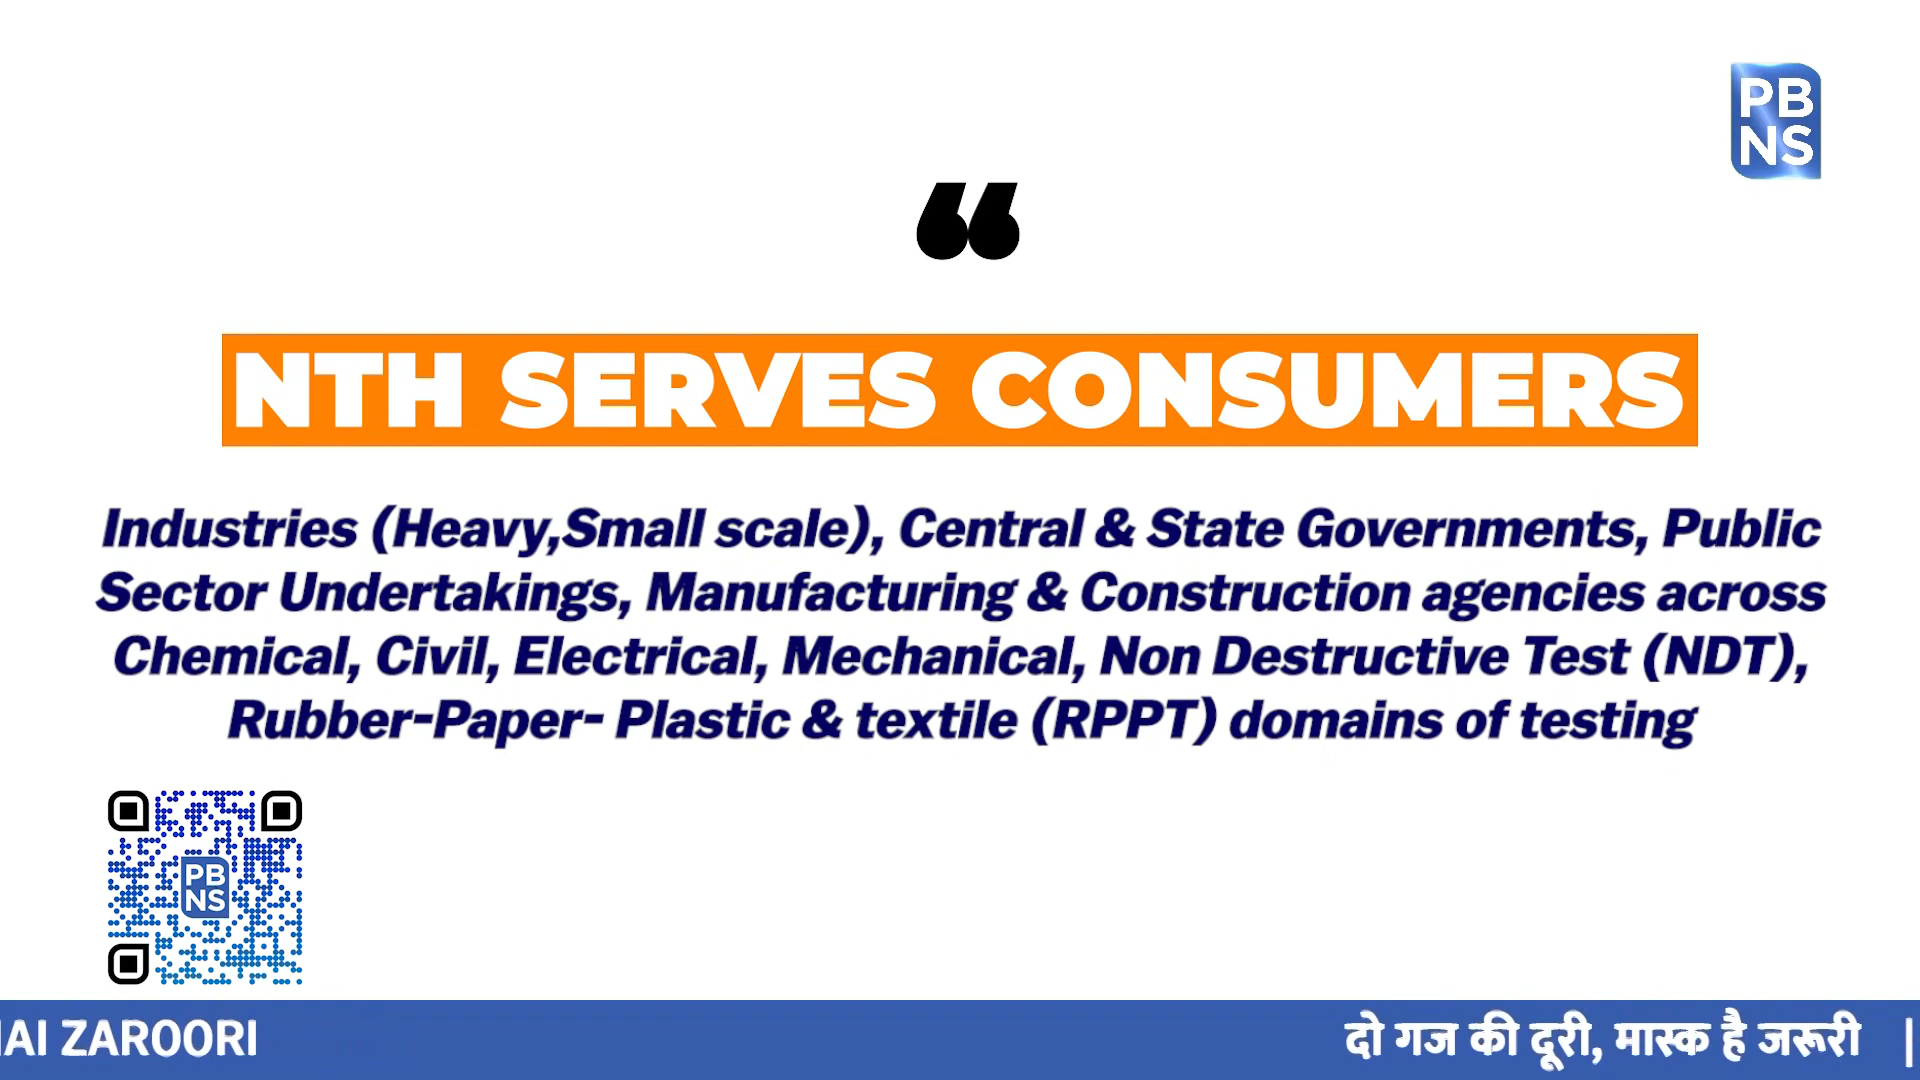 PB
NS
“
NTH SERVES CONSUMERS
Industries (Heavy,Small scale), Central & State Governments, Public
Sector Undertakings, Manufacturing & Construction agencies across
Chemical, Civil, Electrical, Mechanical, Non Destructive Test (NDT),
Rubber-Paper- Plastic & textile (RPPT) domains of testing
PB
NS
ZAROORI दो गज की दूरी, मास्क है जरूरी |